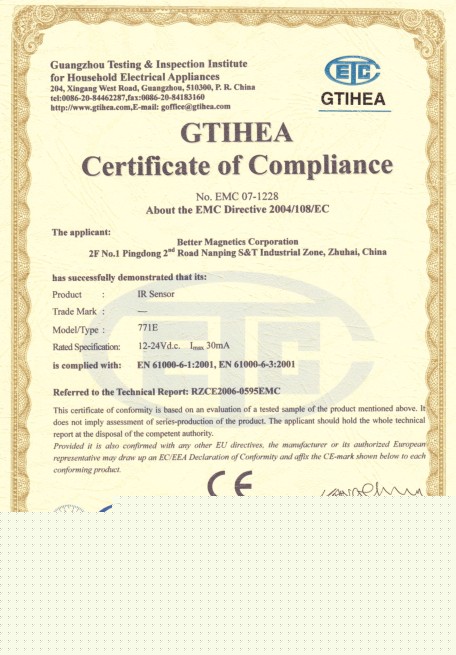 Guangzhou Testing & Inspection Institute
for Household Electrical Appliances
204, Xingang West Road, Guangzhou, 510300, P. R. China
tel:0086-20-84462287,fax:0086-20-84183160
http://www.gtihea.com,E-mail: goffice@gtihea.com
ETC
GTIHEA
GTIHEA
Certificate of Compliance
No. EMC 07-1228
About the EMC Directive 2004/108/EC
The applicant:
Better Magnetics Corporation
2F No.1 Pingdong 2nd Road Nanping S&T Industrial Zone, Zhuhai, China
has successfully demonstrated that its:
Product : IR Sensor
Trade Mark : —
Model/Type : 771E
Rated Specification: 12-24Vd.c. Imax 30mA
is complied with: EN 61000-6-1:2001, EN 61000-6-3:2001
Referred to the Technical Report: RZCE2006-0595EMC
This certificate of conformity is based on an evaluation of a tested sample of the product mentioned above. It
does not imply assessment of series-production of the product. The applicant should hold the whole technical
report at the disposal of the competent authority.
Provided it is also confirmed with any other EU directives, the manufacturer or its authorized European
representative may draw up an EC/EEA Declaration of Conformity and affix the CE-mark shown below to each
conforming product.
CE